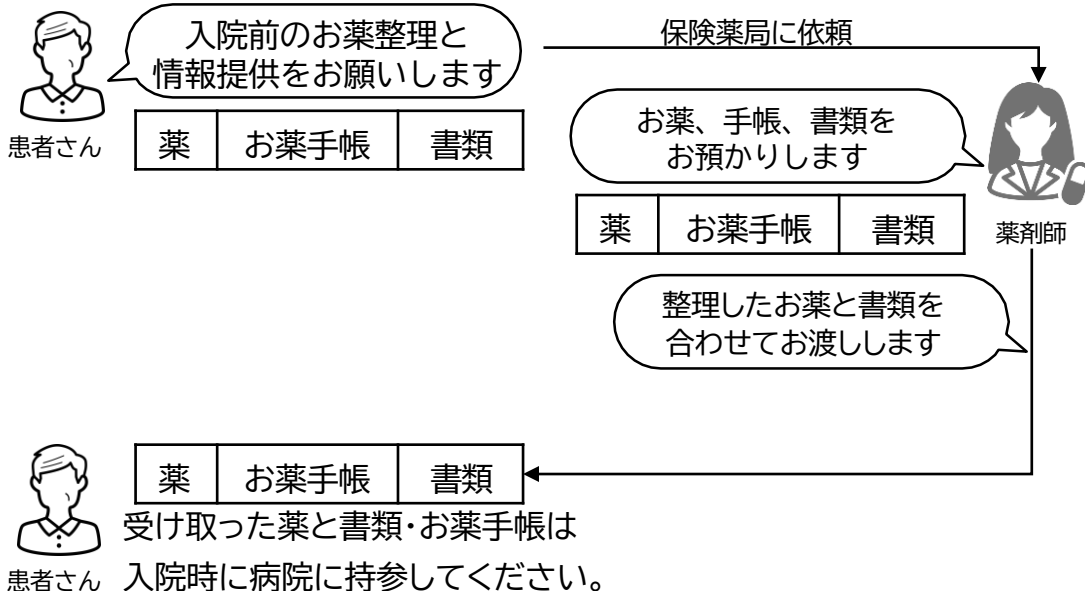 入院前のお薬整理と
情報提供をお願いします
保険薬局に依頼
患者さん
薬 お薬手帳 書類
お薬、手帳、書類を
お預かりします
薬 お薬手帳 書類
薬剤師
整理したお薬と書類を
合わせてお渡しします
薬 お薬手帳 書類
受け取った薬と書類・お薬手帳は
患者さん
入院時に病院に持参してください。